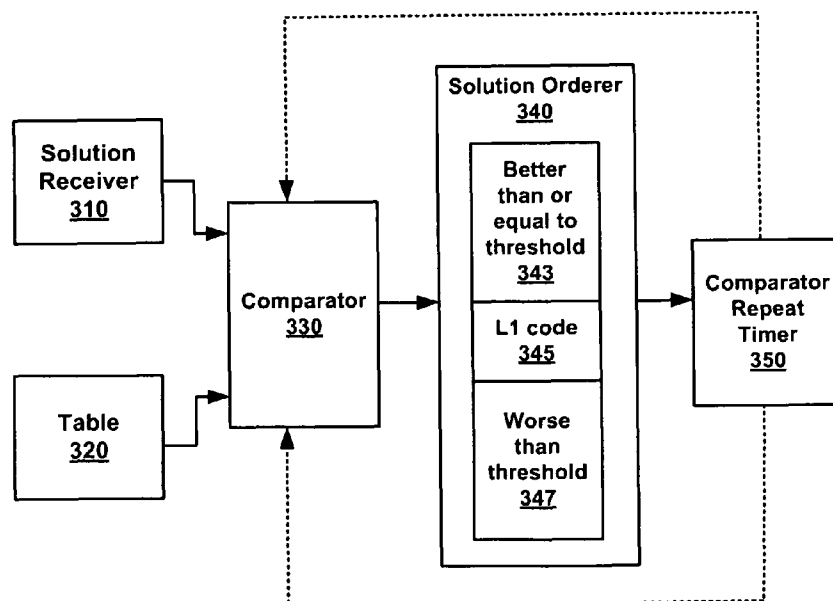 Solution
Receiver
310
Table
320
Comparator
330
Solution Orderer
340
Better
than or
equal to
threshold
343
L1 code
345
Worse
than
threshold
347
Comparator
Repeat
Timer
350